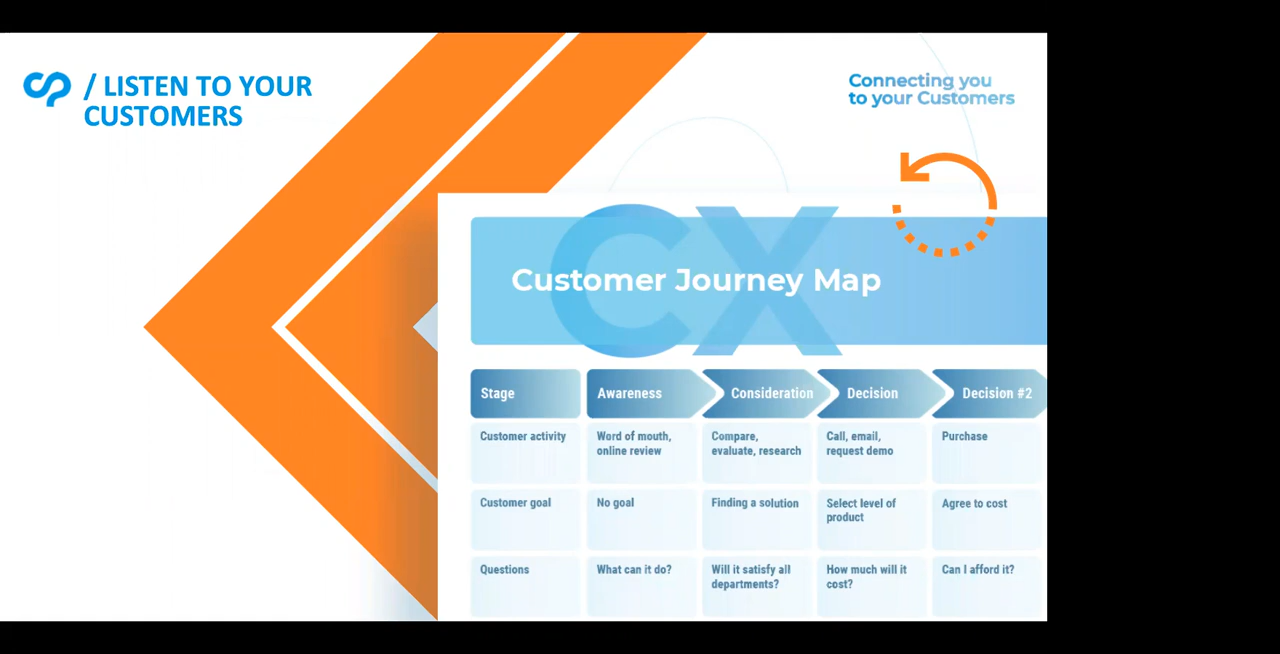 / LISTEN TO YOUR
CUSTOMERS
Connecting you
to your Customers
CX
Customer Journey Map
Stage
Awareness
Consideration
Decision
Decision #2
Customer activity
Word of mouth,
online review
Compare,
evaluate, research
Call, email,
request demo
Purchase
Customer goal
No goal
Finding a solution
Select level of
product
Agree to cost
Questions
What can it do?
Will it satisfy all
departments?
How much will it
cost?
Can I afford it?